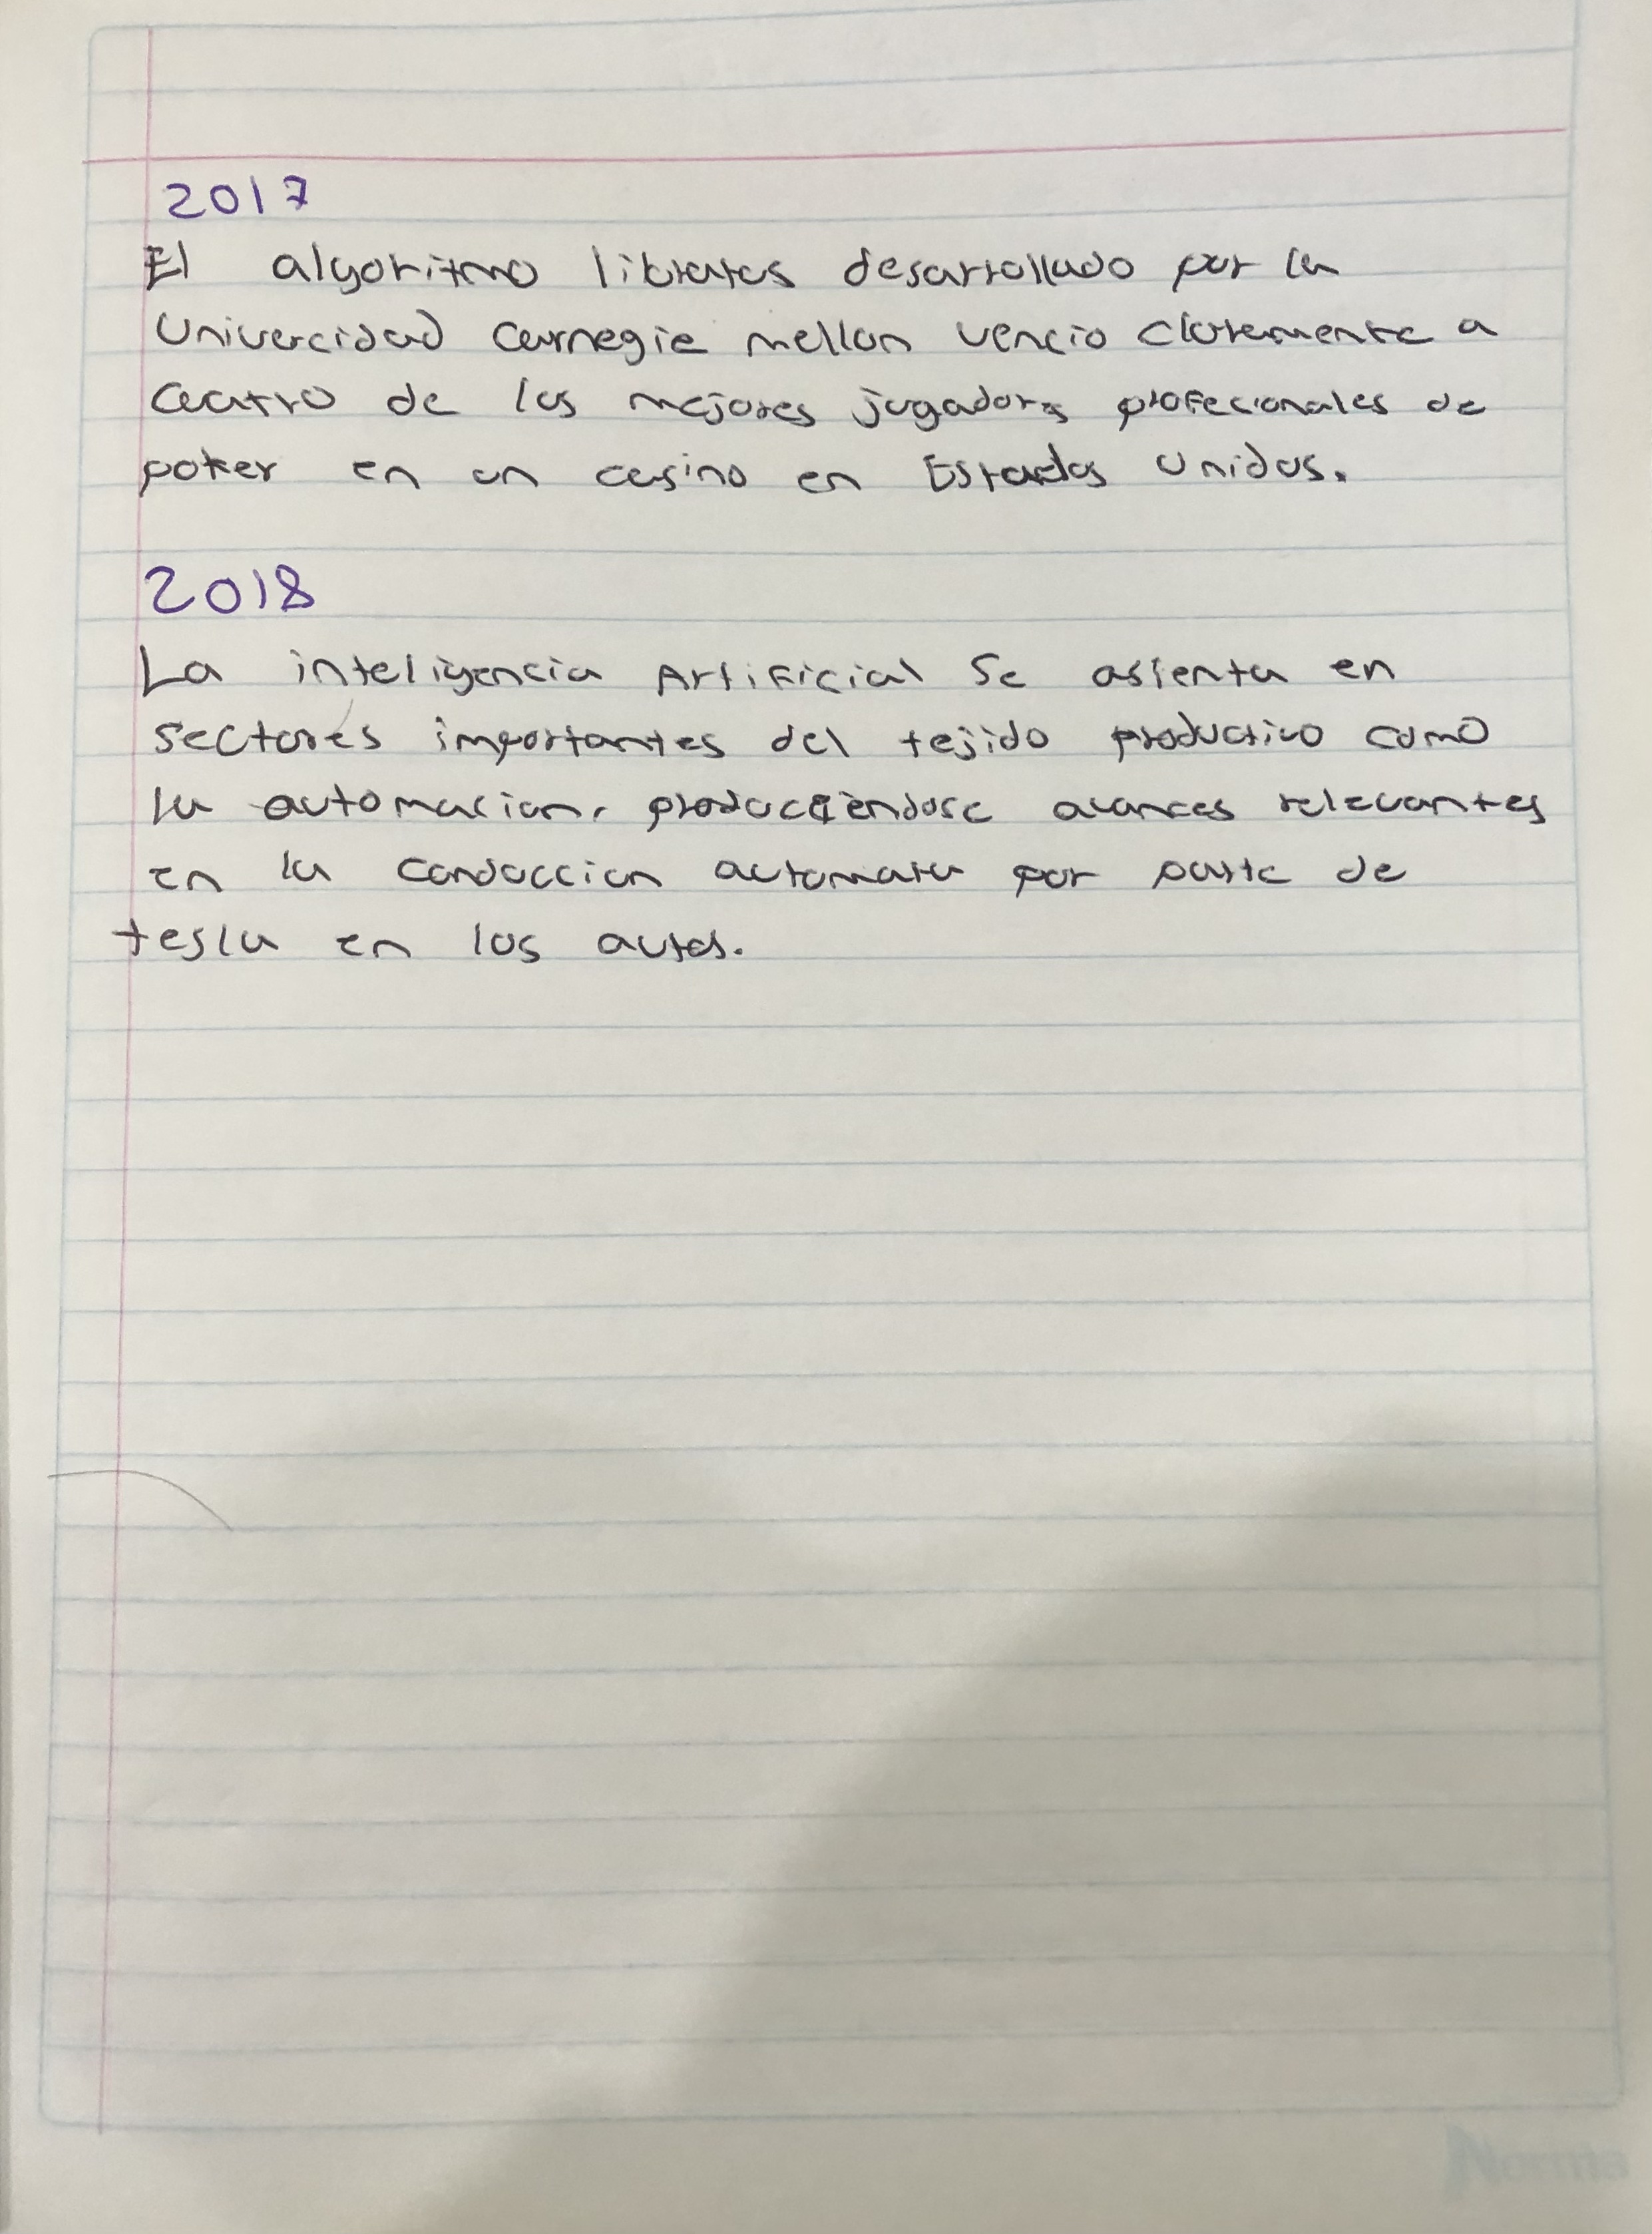 2017
El algoritmo libratus desarrollado por la
Univercidad Carnegie mellon vencio claramente a
cuatro de los mejores jugadores profecionales de
poker en un casino en Estados Unidos.
2018
La inteligencia Artificial se asienta en
sectores importantes del tejido productivo como
la automacion, producciendose avances relevantes
en la conduccion automata por parte de
tesla en los autos.
Norma